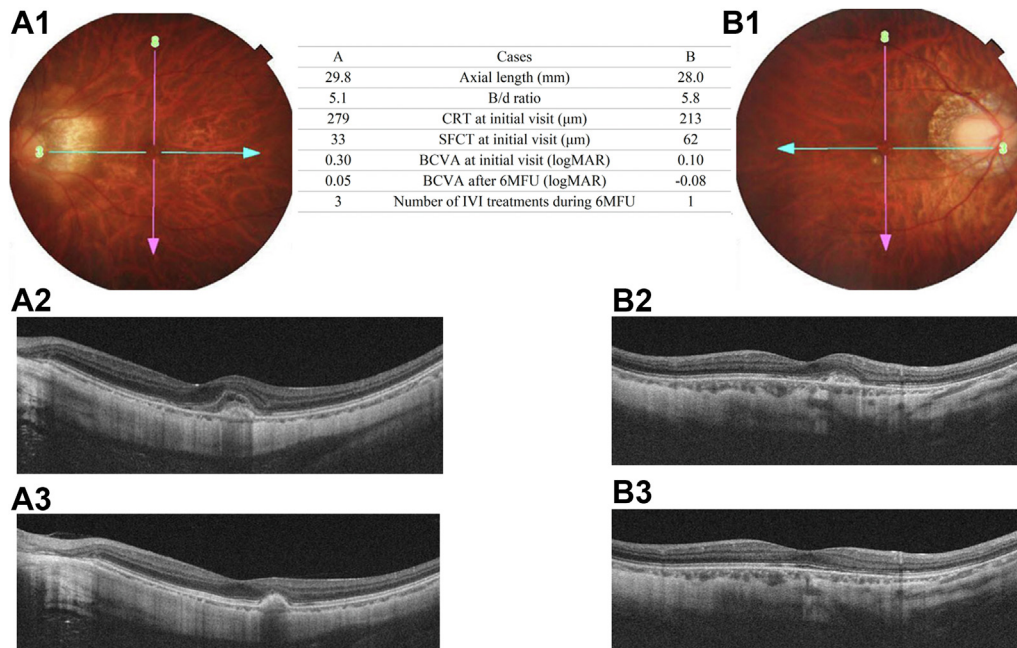 A1
B1
A Cases B
29.8 Axial length (mm) 28.0
5.1 B/d ratio 5.8
279 CRT at initial visit (μm) 213
33 SFCT at initial visit (μm) 62
0.30 BCVA at initial visit (logMAR) 0.10
0.05 BCVA after 6MFU (logMAR) -0.08
3 Number of IVI treatments during 6MFU 1
A2
B2
A3
B3